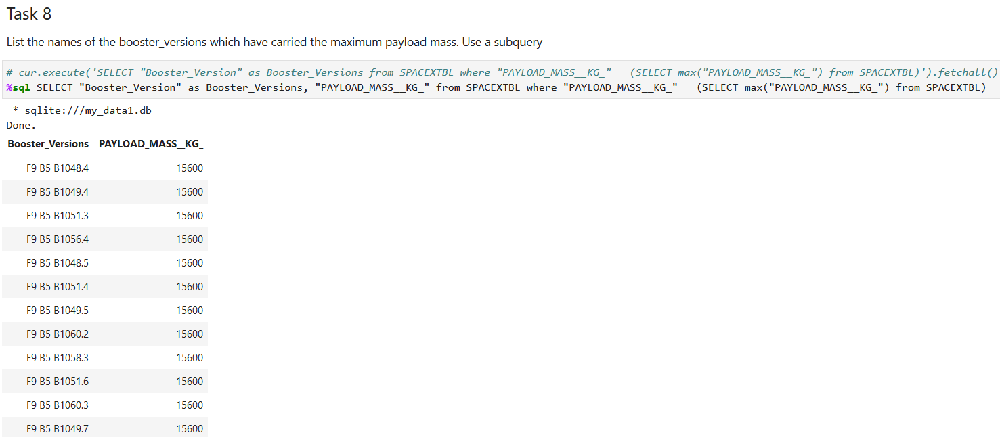 Task 8
List the names of the booster_versions which have carried the maximum payload mass. Use a subquery
# cur.execute('SELECT "Booster_Version" as Booster_Versions from SPACEXTBL where "PAYLOAD_MASS__KG_" = (SELECT max("PAYLOAD_MASS__KG_") from SPACEXTBL)').fetchall()
%sql SELECT "Booster_Version" as Booster_Versions, "PAYLOAD_MASS__KG_" from SPACEXTBL where "PAYLOAD_MASS__KG_" = (SELECT max("PAYLOAD_MASS__KG_") from SPACEXTBL)
* sqlite:///my_data1.db
Done.
Booster_Versions PAYLOAD_MASS__KG_
F9 B5 B1048.4 15600
F9 B5 B1049.4 15600
F9 B5 B1051.3 15600
F9 B5 B1056.4 15600
F9 B5 B1048.5 15600
F9 B5 B1051.4 15600
F9 B5 B1049.5 15600
F9 B5 B1060.2 15600
F9 B5 B1058.3 15600
F9 B5 B1051.6 15600
F9 B5 B1060.3 15600
F9 B5 B1049.7 15600